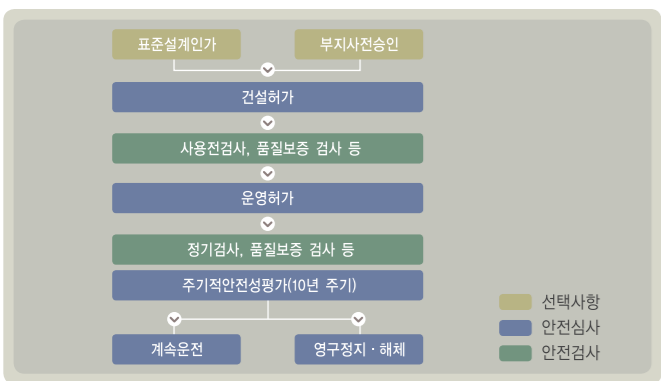 표준설계인가
부지사전승인
건설허가
사용전검사, 품질보증 검사 등
운영허가
정기검사, 품질보증 검사 등
주기적안전성평가(10년 주기)
계속운전
영구정지 · 해체
선택사항
안전심사
안전검사